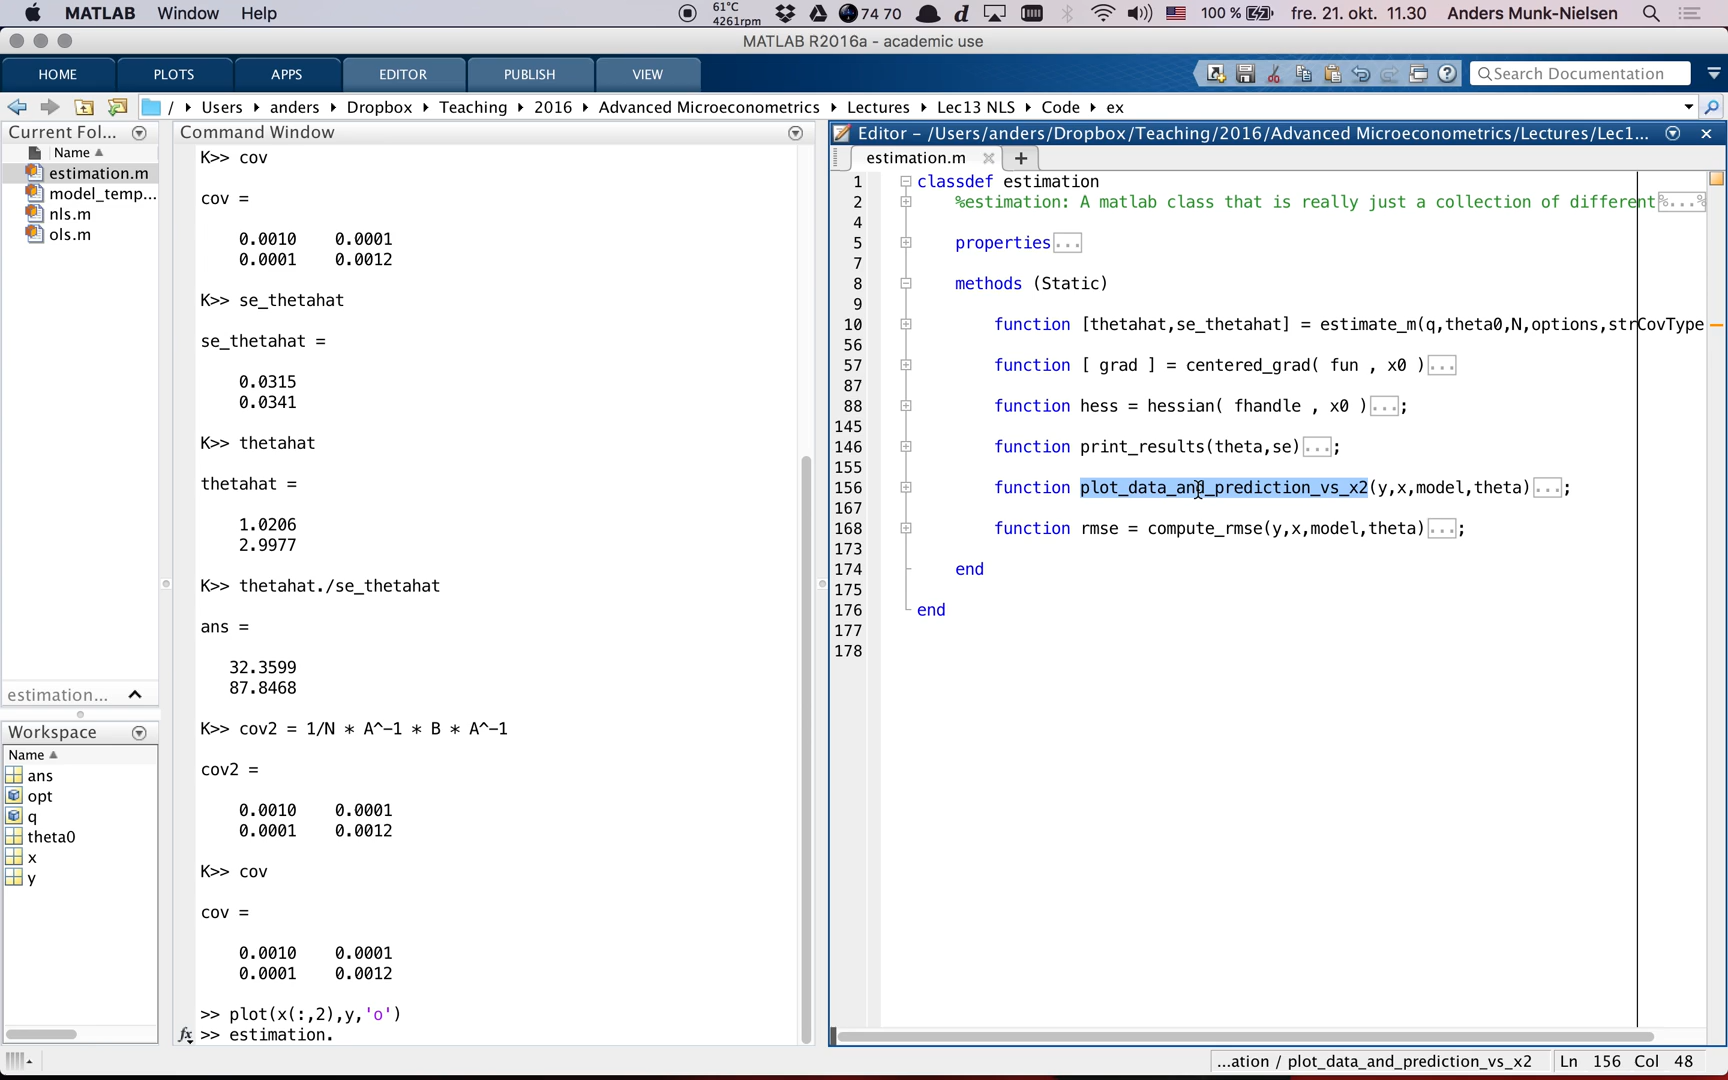 MATLAB Window Help 61°C 4261rpm 74 70 100 % fre. 21. okt. 11.30 Anders Munk-Nielsen
MATLAB R2016a - academic use
HOME PLOTS APPS EDITOR PUBLISH VIEW Search Documentation
/ Users anders Dropbox Teaching 2016 Advanced Microeconometrics Lectures Lec13 NLS Code ex
Current Fol...
Name
estimation.m
model_temp...
nls.m
ols.m
estimation...
Workspace
Name
ans
opt
q
theta0
x
y
Command Window
K>> cov
cov =
0.0010 0.0001
0.0001 0.0012
K>> se_thetahat
se_thetahat =
0.0315
0.0341
K>> thetahat
thetahat =
1.0206
2.9977
K>> thetahat./se_thetahat
ans =
32.3599
87.8468
K>> cov2 = 1/N * A^-1 * B * A^-1
cov2 =
0.0010 0.0001
0.0001 0.0012
K>> cov
cov =
0.0010 0.0001
0.0001 0.0012
>> plot(x(:,2),y,'o')
fx >> estimation.
Editor - /Users/anders/Dropbox/Teaching/2016/Advanced Microeconometrics/Lectures/Lec1...
estimation.m
1 classdef estimation
2 %estimation: A matlab class that is really just a collection of different%...%
4
5 properties...
7
8 methods (Static)
9
10 function [thetahat,se_thetahat] = estimate_m(q,theta0,N,options,strCovType
56
57 function [ grad ] = centered_grad( fun , x0 )...
87
88 function hess = hessian( fhandle , x0 )...;
145
146 function print_results(theta,se)...;
155
156 function plot_data_and_prediction_vs_x2(y,x,model,theta)...;
167
168 function rmse = compute_rmse(y,x,model,theta)...;
173
174 end
175
176 end
177
178
...ation / plot_data_and_prediction_vs_x2 Ln 156 Col 48